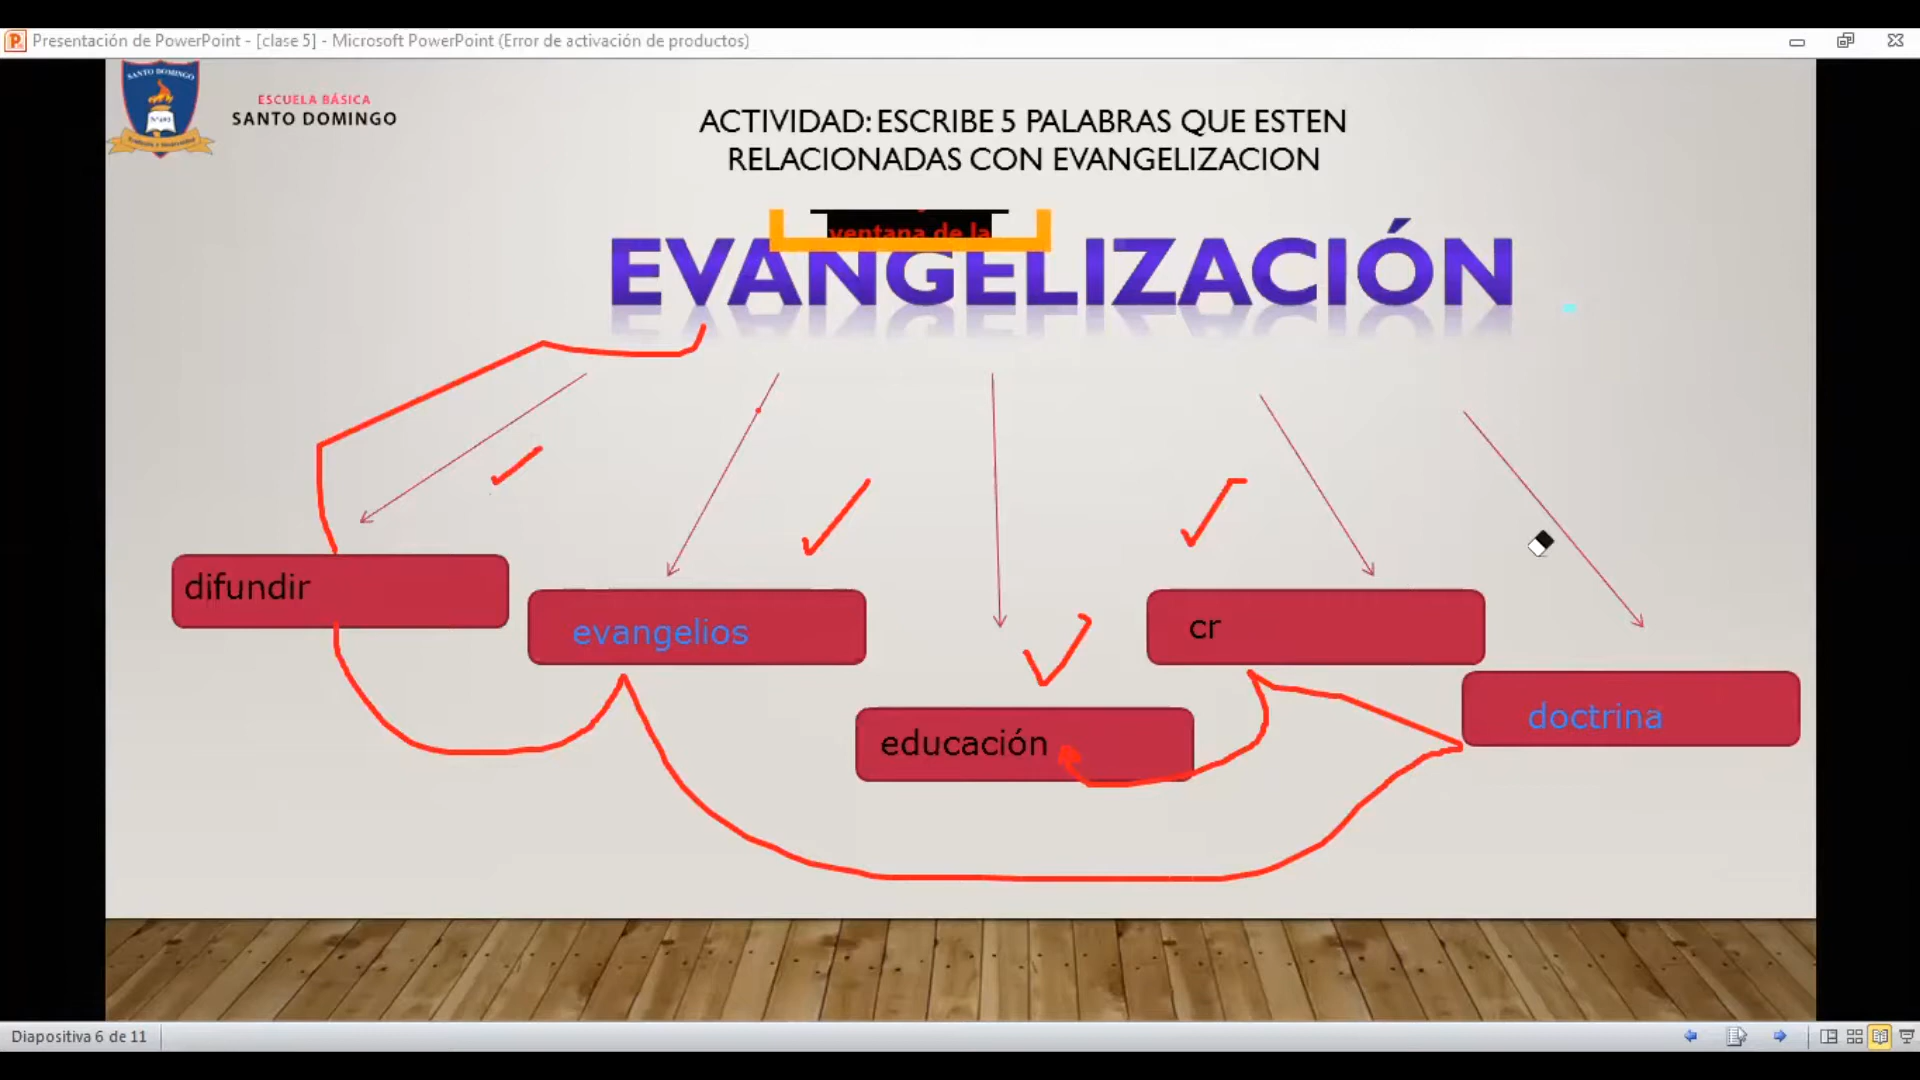 Presentación de PowerPoint - [clase 5] - Microsoft PowerPoint (Error de activación de productos)
SANTO DOMINGO
ESCUELA BÁSICA
SANTO DOMINGO
ACTIVIDAD: ESCRIBE 5 PALABRAS QUE ESTEN
RELACIONADAS CON EVANGELIZACION
ventana de la
EVANGELIZACIÓN
difundir
evangelios
cr
educación
doctrina
Diapositiva 6 de 11